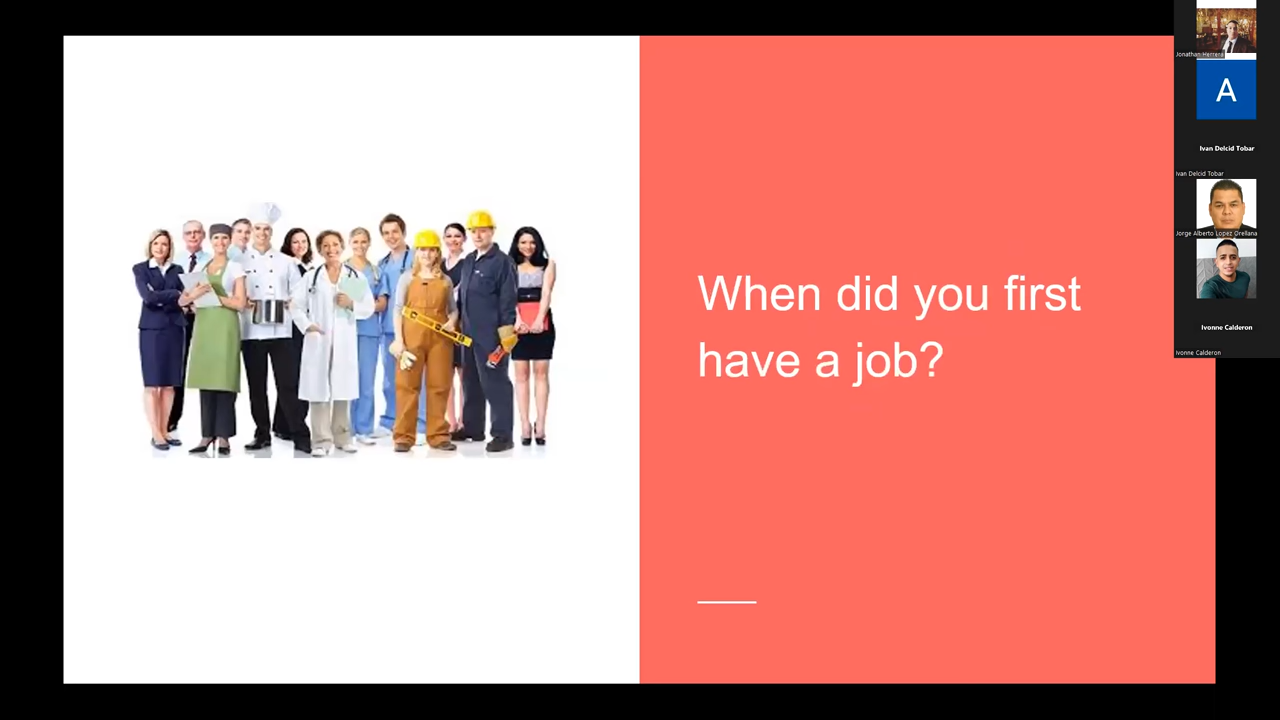 When did you first
have a job?
Jonathan Herrera
A
Ivan Delcid Tobar
Ivan Delcid Tobar
Jorge Alberto Lopez Orellana
Ivonne Calderon
Ivonne Calderon